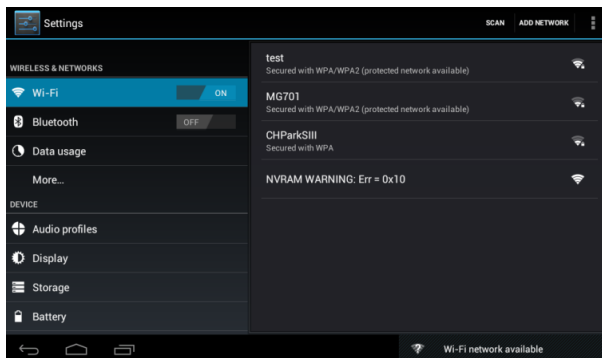 Settings
SCAN ADD NETWORK
WIRELESS & NETWORKS
Wi-Fi ON
Bluetooth OFF
Data usage
More...
DEVICE
Audio profiles
Display
Storage
Battery
test
Secured with WPA/WPA2 (protected network available)
MG701
Secured with WPA/WPA2 (protected network available)
CHParkSIII
Secured with WPA
NVRAM WARNING: Err = 0x10
Wi-Fi network available